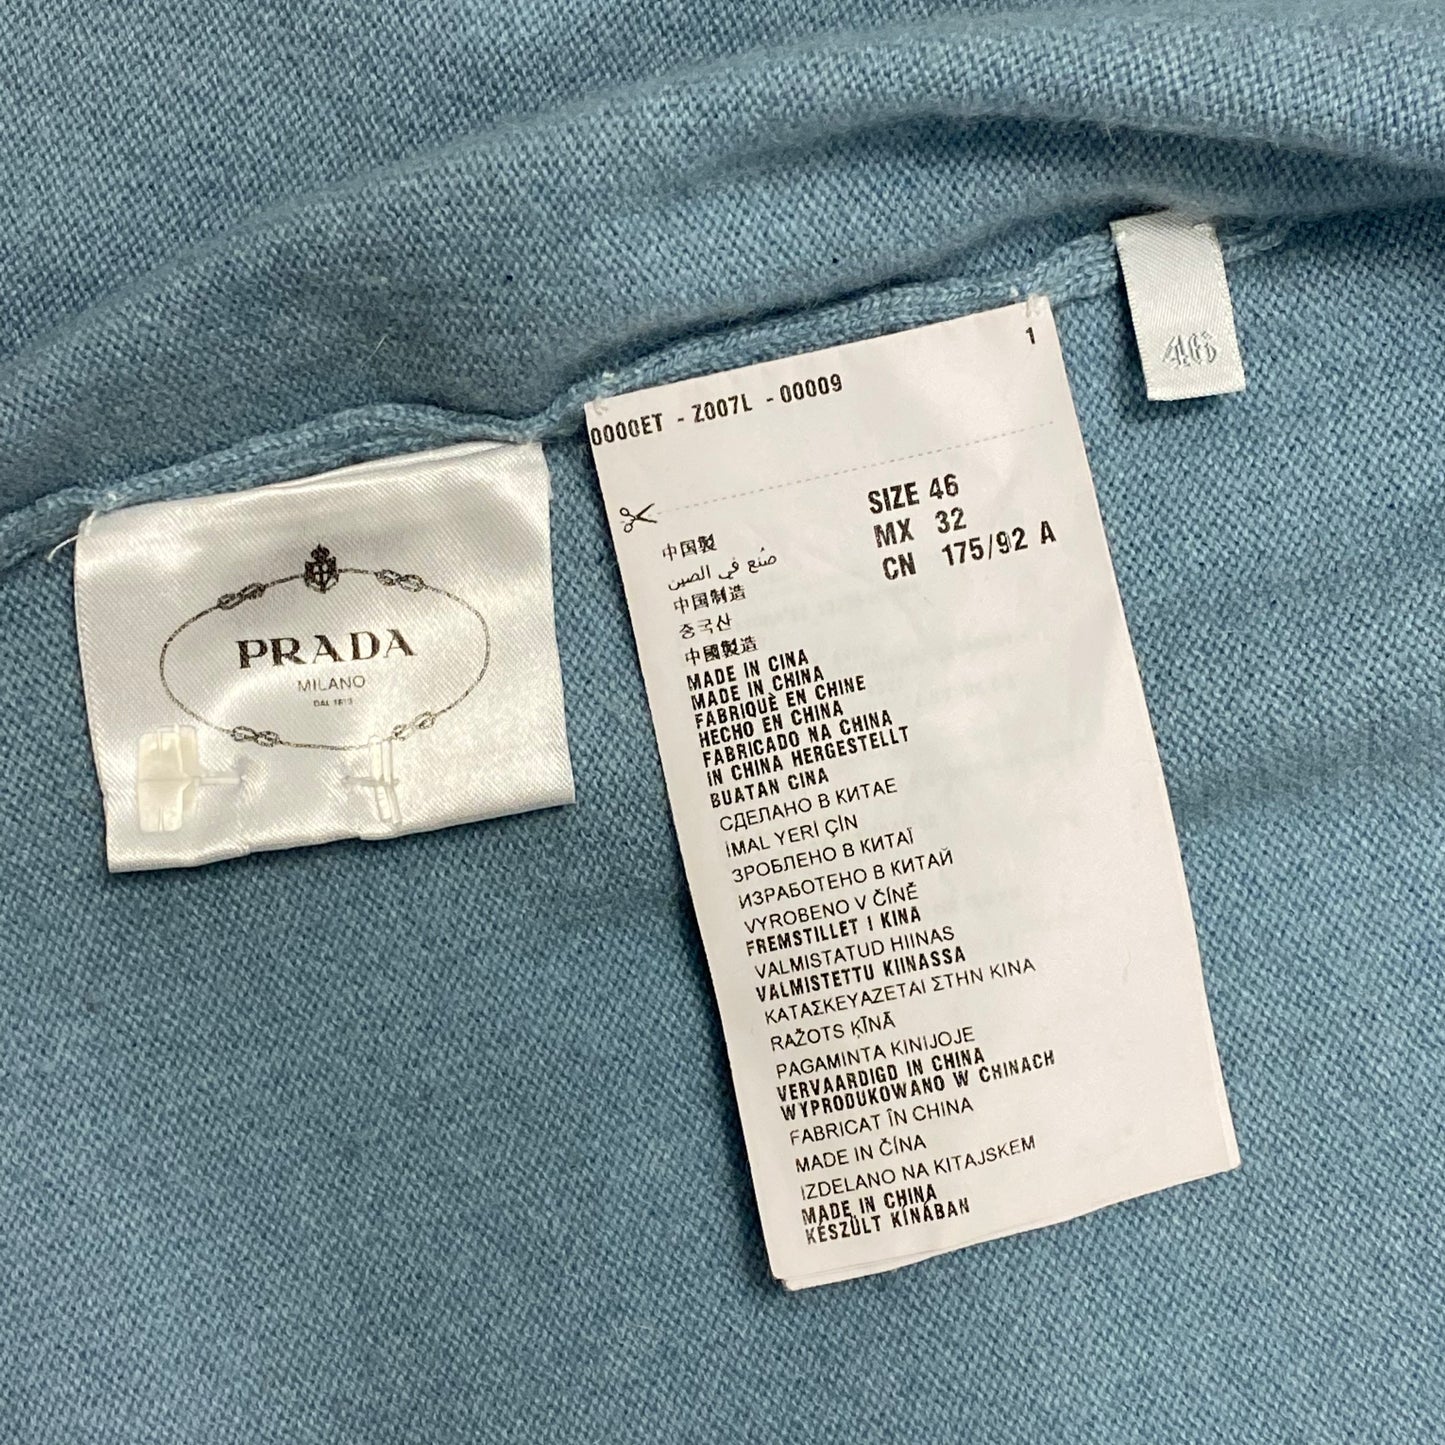 PRADA
MILANO
DAL 1913
1
0000ET - Z007L - 00009
SIZE 46
MX 32
CN 175/92 A
中国製
صُنع في الصين
中国制造
중국산
中國製造
MADE IN CINA
MADE IN CHINA
FABRIQUÈ EN CHINE
HECHO EN CHINA
FABRICADO NA CHINA
IN CHINA HERGESTELLT
BUATAN CINA
СДЕЛАНО В КИТАЕ
İMAL YERİ ÇİN
ЗРОБЛЕНО В КИТАЇ
ИЗРАБОТЕНО В КИТАЙ
VYROBENO V ČÍNĚ
FREMSTILLET I KINA
VALMISTATUD HIINAS
VALMISTETTU KIINASSA
ΚΑΤΑΣΚΕΥΑΖΕΤΑΙ ΣΤΗΝ ΚΙΝΑ
RAŽOTS ĶĪNĀ
PAGAMINTA KINIJOJE
VERVAARDIGD IN CHINA
WYPRODUKOWANO W CHINACH
FABRICAT ÎN CHINA
MADE IN ČÍNA
IZDELANO NA KITAJSKEM
MADE IN CHINA
KÉSZÜLT KÍNÁBAN
46